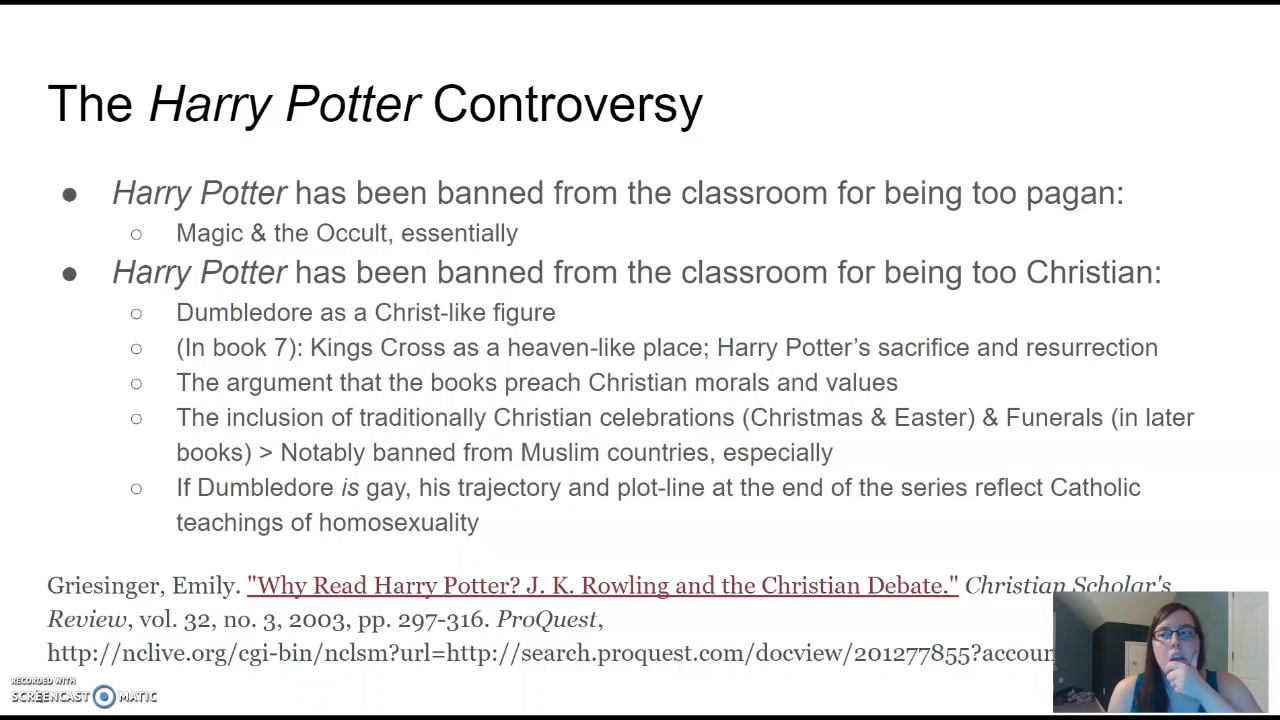 The Harry Potter Controversy
● Harry Potter has been banned from the classroom for being too pagan:
○ Magic & the Occult, essentially
● Harry Potter has been banned from the classroom for being too Christian:
○ Dumbledore as a Christ-like figure
○ (In book 7): Kings Cross as a heaven-like place; Harry Potter's sacrifice and resurrection
○ The argument that the books preach Christian morals and values
○ The inclusion of traditionally Christian celebrations (Christmas & Easter) & Funerals (in later
books) > Notably banned from Muslim countries, especially
○ If Dumbledore is gay, his trajectory and plot-line at the end of the series reflect Catholic
teachings of homosexuality
Griesinger, Emily. "Why Read Harry Potter? J. K. Rowling and the Christian Debate." Christian Scholar's
Review, vol. 32, no. 3, 2003, pp. 297-316. ProQuest,
http://nclive.org/cgi-bin/nclsm?url=http://search.proquest.com/docview/201277855?accoun
RECORDED WITH
SCREENCAST MATIC